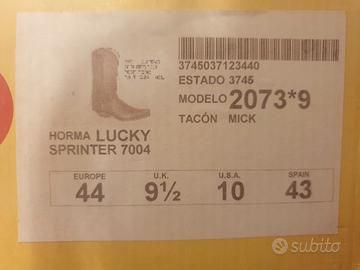 3745037123440
ESTADO 3745
MODELO 2073*9
TACÓN MICK
HORMA LUCKY
SPRINTER 7004
EUROPE U.K. U.S.A. SPAIN
44 9½ 10 43
subito